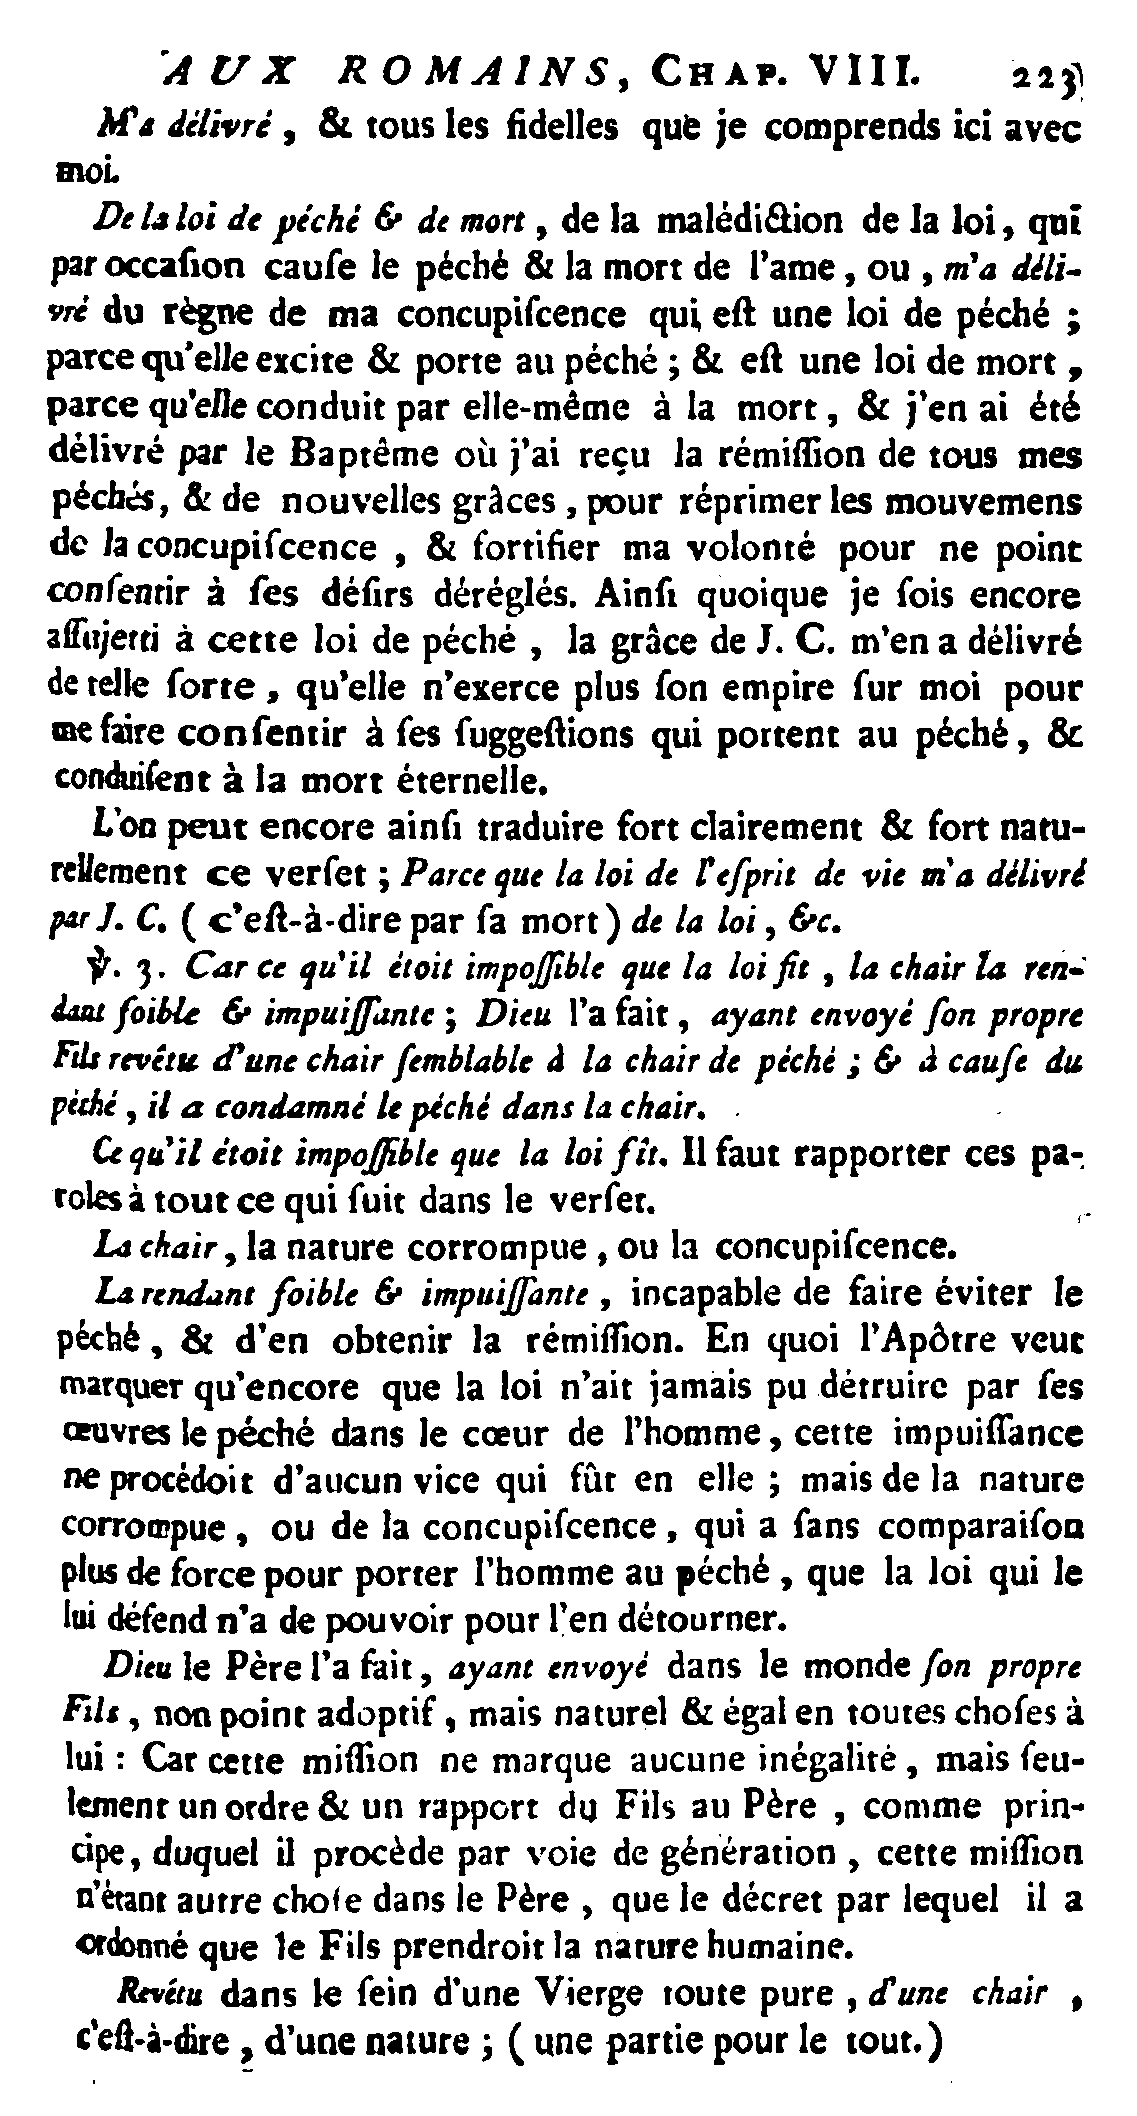 AUX ROMAINS, CHAP. VIII. 223
M'a délivré, & tous les fidelles que je comprends ici avec
moi.
De la loi de péché & de mort, de la malédiction de la loi, qui
par occaſion cauſe le péché & la mort de l'ame, ou, m'a déli-
vré du règne de ma concupiſcence qui eſt une loi de péché;
parce qu'elle excite & porte au péché; & eſt une loi de mort,
parce qu'elle conduit par elle-même à la mort, & j'en ai été
délivré par le Baptême où j'ai reçu la rémiſſion de tous mes
péchés, & de nouvelles grâces, pour réprimer les mouvemens
de la concupiſcence, & fortifier ma volonté pour ne point
conſentir à ſes déſirs déréglés. Ainſi quoique je ſois encore
aſſujetti à cette loi de péché, la grâce de J. C. m'en a délivré
de telle ſorte, qu'elle n'exerce plus ſon empire ſur moi pour
me faire conſentir à ſes ſuggeſtions qui portent au péché, &
conduiſent à la mort éternelle.
L'on peut encore ainſi traduire fort clairement & fort natu-
rellement ce verſet; Parce que la loi de l'eſprit de vie m'a délivré
par J. C. (c'eſt-à-dire par ſa mort) de la loi, &c.
℣. 3. Car ce qu'il étoit impoſſible que la loi fit, la chair la ren-
dant foible & impuiſſante; Dieu l'a fait, ayant envoyé ſon propre
Fils revêtu d'une chair ſemblable à la chair de péché; & à cauſe du
péché, il a condamné le péché dans la chair.
Ce qu'il étoit impoſſible que la loi fît. Il faut rapporter ces pa-
roles à tout ce qui ſuit dans le verſet.
La chair, la nature corrompue, ou la concupiſcence.
La rendant foible & impuiſſante, incapable de faire éviter le
péché, & d'en obtenir la rémiſſion. En quoi l'Apôtre veut
marquer qu'encore que la loi n'ait jamais pu détruire par ſes
œuvres le péché dans le cœur de l'homme, cette impuiſſance
ne procédoit d'aucun vice qui fût en elle; mais de la nature
corrompue, ou de la concupiſcence, qui a ſans comparaiſon
plus de force pour porter l'homme au péché, que la loi qui le
lui défend n'a de pouvoir pour l'en détourner.
Dieu le Père l'a fait, ayant envoyé dans le monde ſon propre
Fils, non point adoptif, mais naturel & égal en toutes choſes à
lui : Car cette miſſion ne marque aucune inégalité, mais ſeu-
lement un ordre & un rapport du Fils au Père, comme prin-
cipe, duquel il procède par voie de génération, cette miſſion
n'étant autre choſe dans le Père, que le décret par lequel il a
ordonné que le Fils prendroit la nature humaine.
Revétu dans le ſein d'une Vierge toute pure, d'une chair,
c'eſt-à-dire, d'une nature; (une partie pour le tout.)